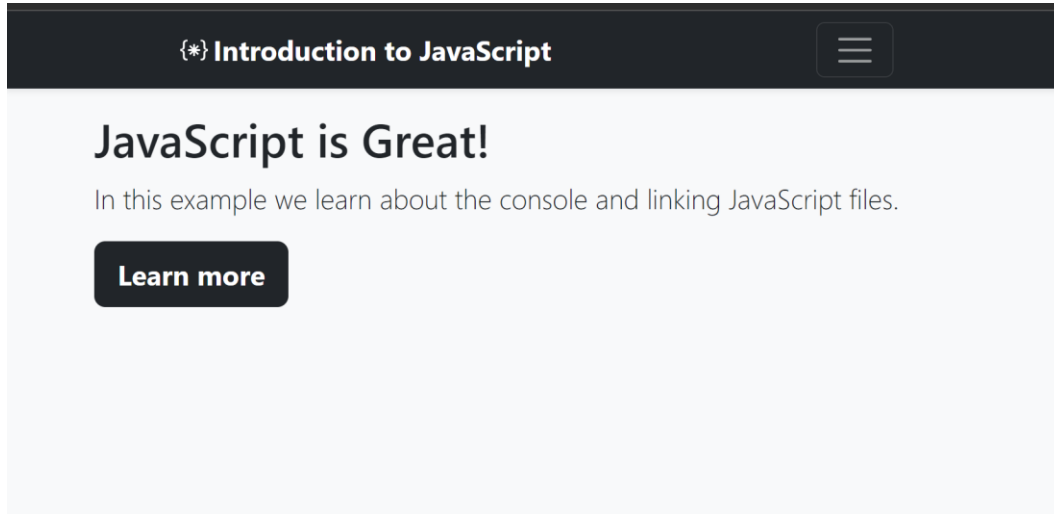 {*} Introduction to JavaScript
JavaScript is Great!
In this example we learn about the console and linking JavaScript files.
Learn more